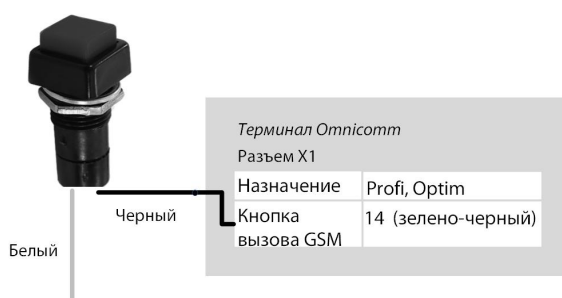 Терминал Omnicomm
Разъем X1
Назначение
Profi, Optim
Черный
Кнопка
вызова GSM
14 (зелено-черный)
Белый